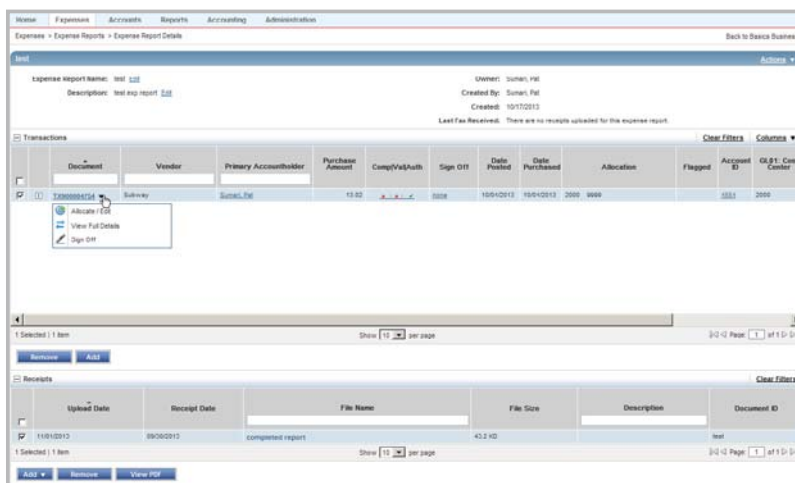 Home Expenses Accounts Reports Accounting Administration
Expenses > Expense Reports > Expense Report Details Back to Basics Busines
test Actions
Expense Report Name: test Edit Owner: Sumari, Pat
Description: test exp report Edit Created By: Sumari, Pat
Created: 10/17/2013
Last Fax Received: There are no receipts uploaded for this expense report.
Transactions Clear Filters Columns
Document Vendor Primary Accountholder Purchase Amount Comp|Val|Auth Sign Off Date Posted Date Purchased Allocation Flagged Account ID GL01: Cost Center
Subway Sumari, Pat 13.02 none 10/01/2013 10/01/2013 2000 9999 2000
Allocate / Edit
View Full Details
Sign Off
1 Selected | 1 Item Show 10 per page Page: 1 of 1
Remove Add
Receipts Clear Filters
Upload Date Receipt Date File Name File Size Description Document ID
11/01/2013 09/30/2013 completed report 43.2 KB test
1 Selected | 1 Item Show 10 per page Page: 1 of 1
Add Remove View PDF